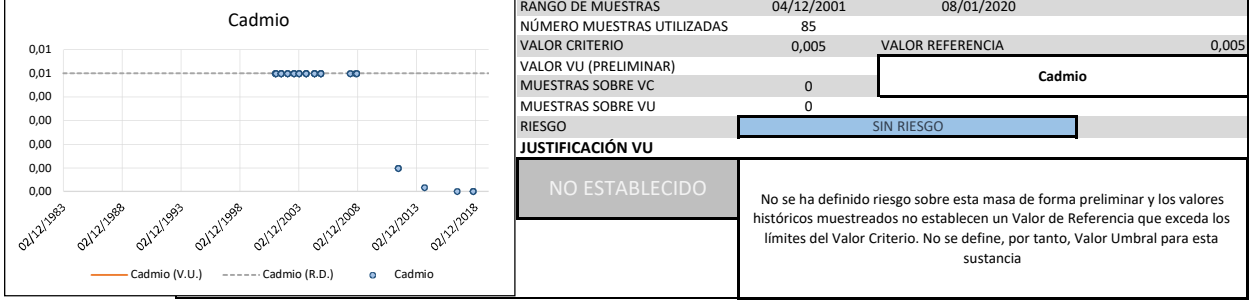 Cadmio
0,01
0,01
0,00
0,00
0,00
0,00
0,00
02/12/1983
02/12/1988
02/12/1993
02/12/1998
02/12/2003
02/12/2008
02/12/2013
02/12/2018
Cadmio (V.U.) Cadmio (R.D.) Cadmio
RANGO DE MUESTRAS 04/12/2001 08/01/2020
NÚMERO MUESTRAS UTILIZADAS 85
VALOR CRITERIO 0,005 VALOR REFERENCIA 0,005
VALOR VU (PRELIMINAR)
Cadmio
MUESTRAS SOBRE VC 0
MUESTRAS SOBRE VU 0
RIESGO SIN RIESGO
JUSTIFICACIÓN VU
NO ESTABLECIDO
No se ha definido riesgo sobre esta masa de forma preliminar y los valores
históricos muestreados no establecen un Valor de Referencia que exceda los
límites del Valor Criterio. No se define, por tanto, Valor Umbral para esta
sustancia